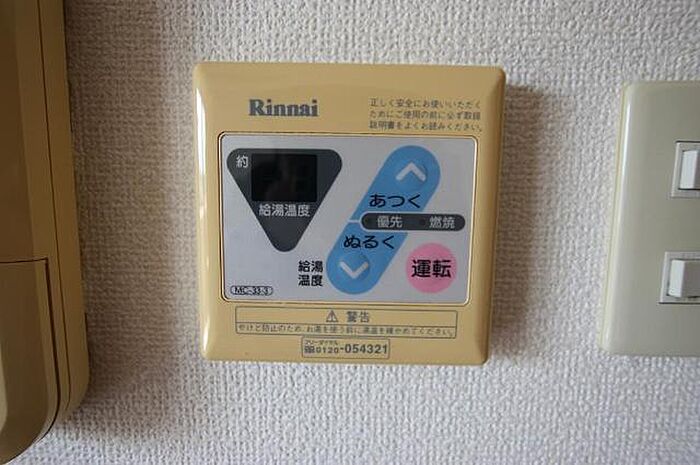 Rinnai
正しく安全にお使いいただく
ためにご使用の前に必ず取扱
説明書をよくお読みください。
約
給湯温度
あつく
優先 燃焼
ぬるく
給湯
温度
運転
MC-33-3
⚠ 警告
やけど防止のため、お湯を使う前に湯温を確かめてください。
フリーダイヤル
0120-054321